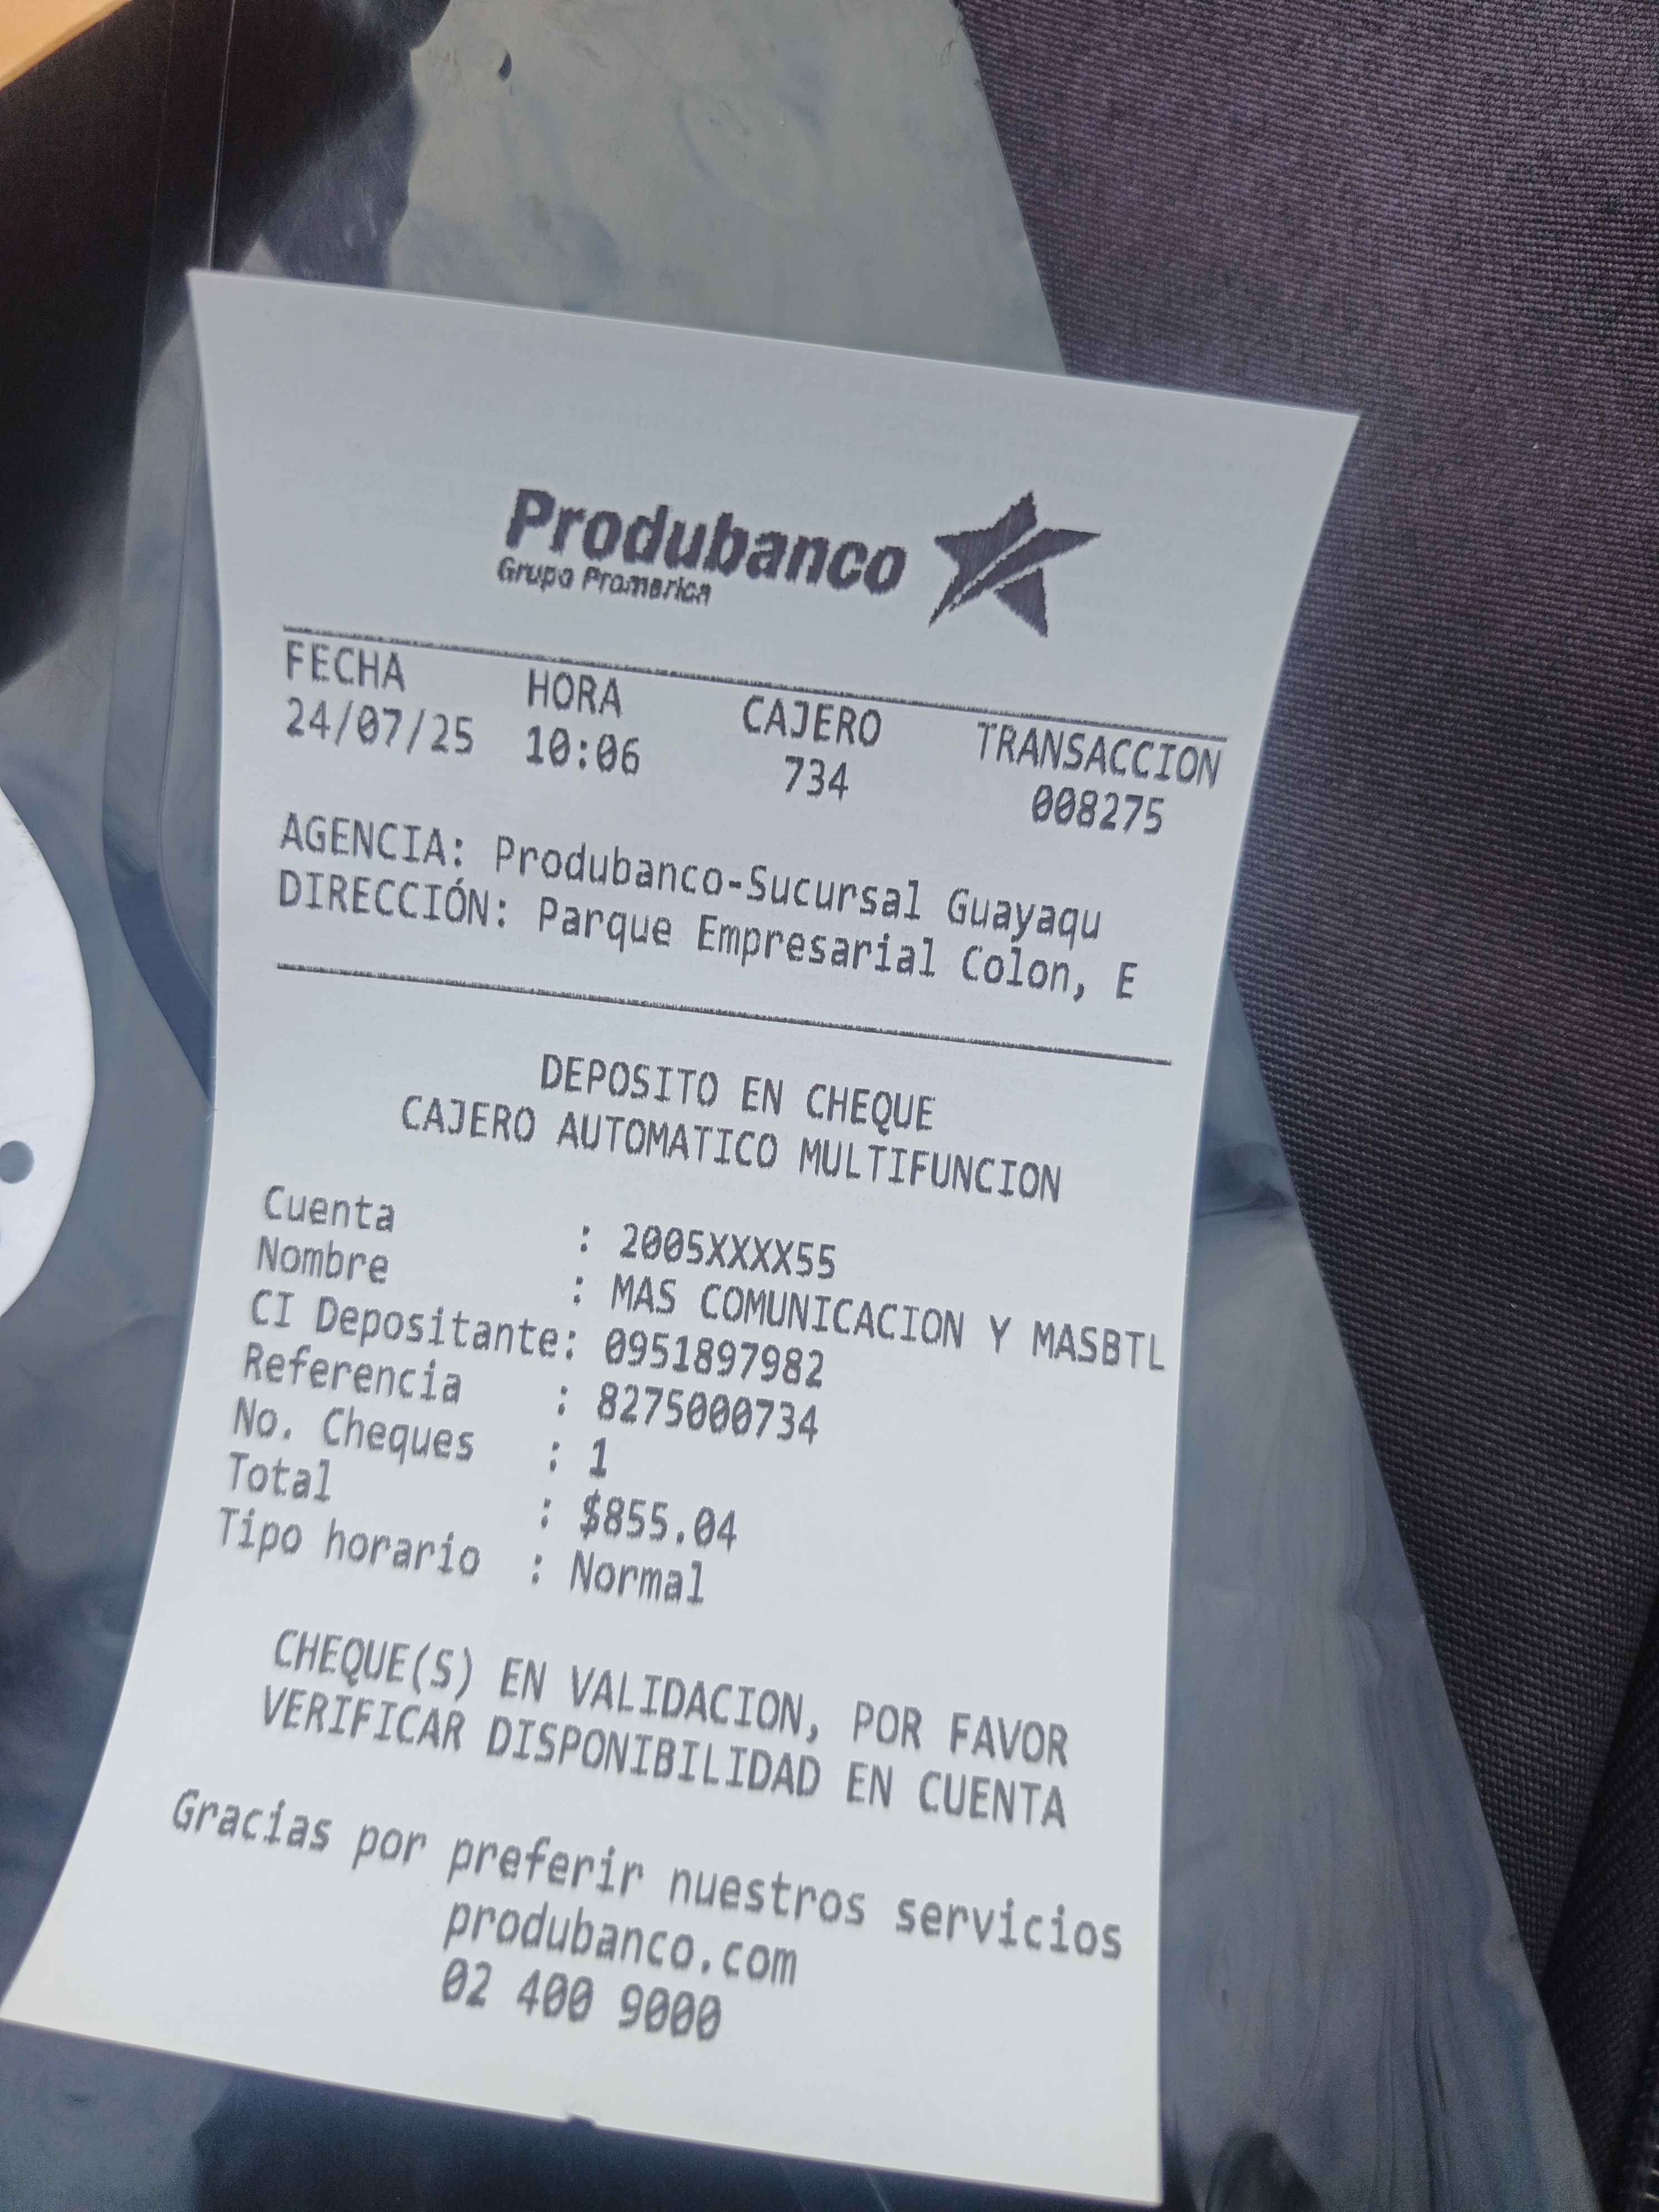 Produbanco
Grupo Promerica
FECHA HORA CAJERO TRANSACCION
24/07/25 10:06 734 008275
AGENCIA: Produbanco-Sucursal Guayaqu
DIRECCIÓN: Parque Empresarial Colon, E
DEPOSITO EN CHEQUE
CAJERO AUTOMATICO MULTIFUNCION
Cuenta : 2005XXXX55
Nombre : MAS COMUNICACION Y MASBTL
CI Depositante: 0951897982
Referencia : 8275000734
No. Cheques : 1
Total : $855.04
Tipo horario : Normal
CHEQUE(S) EN VALIDACION, POR FAVOR
VERIFICAR DISPONIBILIDAD EN CUENTA
Gracias por preferir nuestros servicios
produbanco.com
02 400 9000